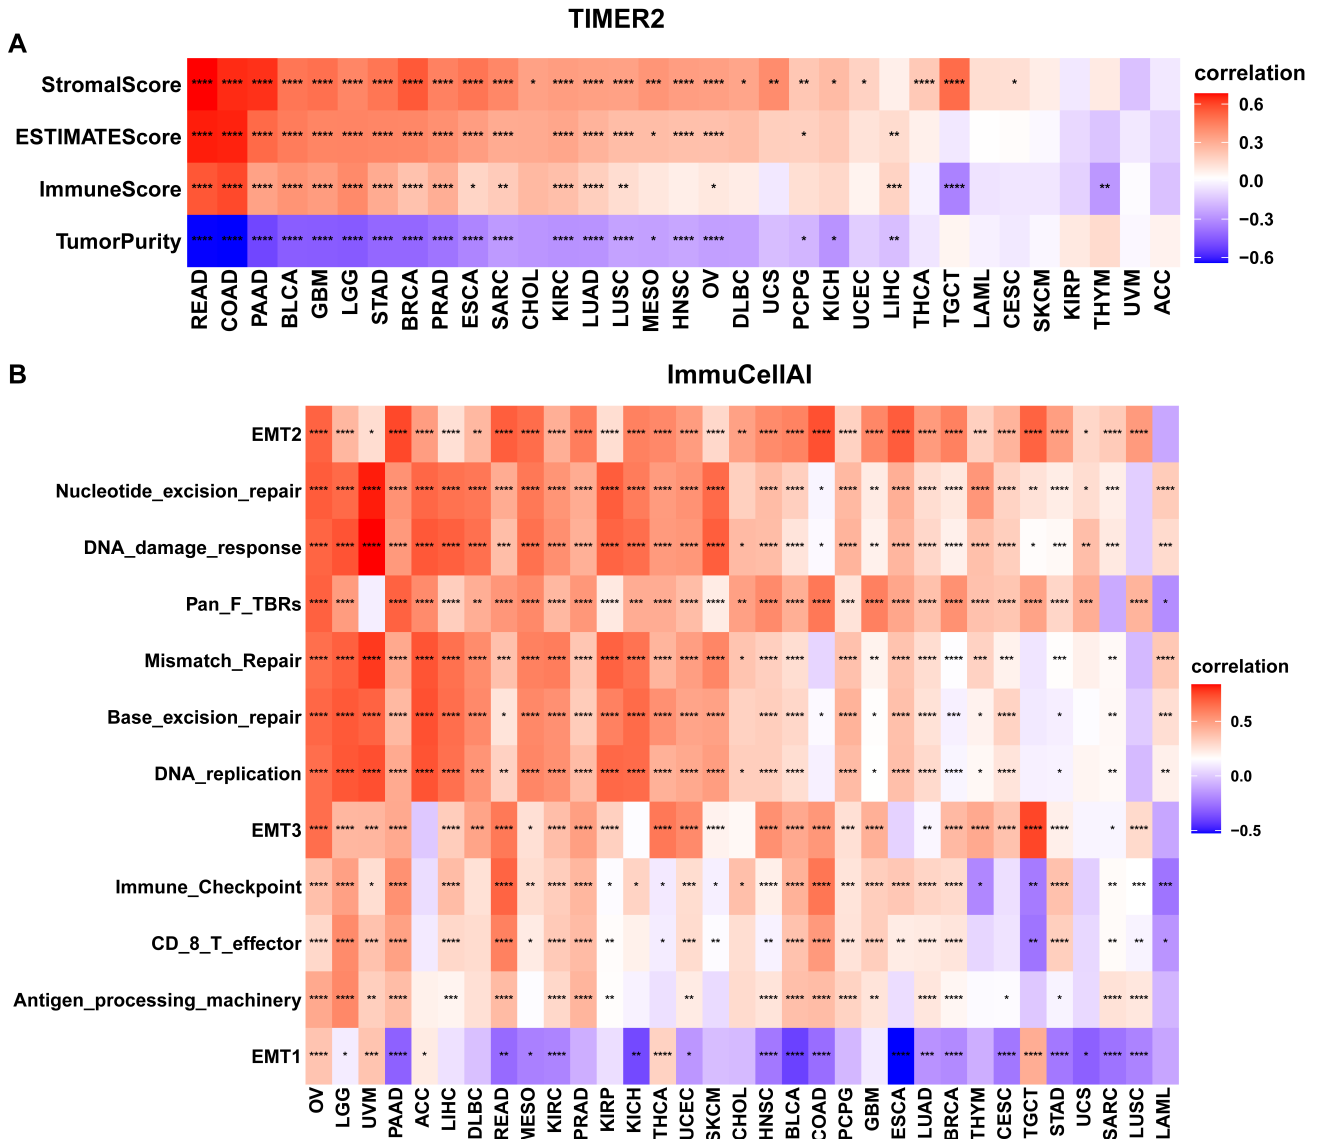 TIMER2
A
StromalScore
ESTIMATEScore
ImmuneScore
TumorPurity
READ
COAD
PAAD
BLCA
GBM
LGG
STAD
BRCA
PRAD
ESCA
SARC
CHOL
KIRC
LUAD
LUSC
MESO
HNSC
OV
DLBC
UCS
PCPG
KICH
UCEC
LIHC
THCA
TGCT
LAML
CESC
SKCM
KIRP
THYM
UVM
ACC
correlation
0.6
0.3
0.0
−0.3
−0.6
B
ImmuCellAI
EMT2
Nucleotide_excision_repair
DNA_damage_response
Pan_F_TBRs
Mismatch_Repair
Base_excision_repair
DNA_replication
EMT3
Immune_Checkpoint
CD_8_T_effector
Antigen_processing_machinery
EMT1
OV
LGG
UVM
PAAD
ACC
LIHC
DLBC
READ
MESO
KIRC
PRAD
KIRP
KICH
THCA
UCEC
SKCM
CHOL
HNSC
BLCA
COAD
PCPG
GBM
ESCA
LUAD
BRCA
THYM
CESC
TGCT
STAD
UCS
SARC
LUSC
LAML
correlation
0.5
0.0
−0.5